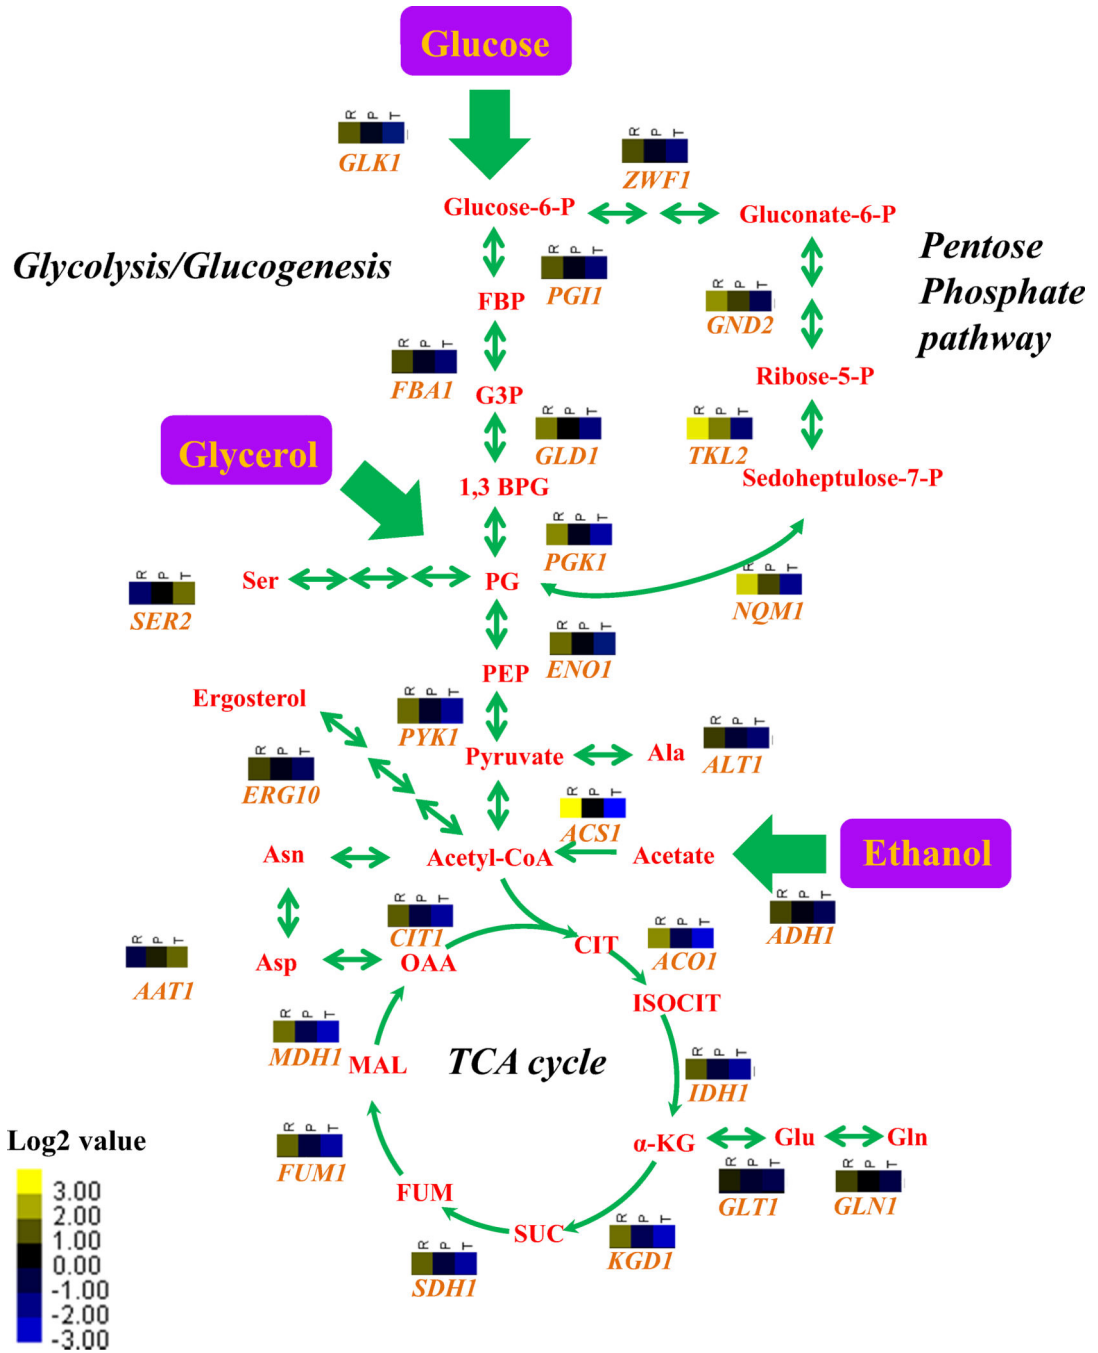 Glucose
R P T
GLK1
R P T
ZWF1
Glucose-6-P
Gluconate-6-P
Glycolysis/Glucogenesis
R P T
PGI1
Pentose
Phosphate
pathway
FBP
R P T
GND2
R P T
FBA1
G3P
Ribose-5-P
R P T
GLD1
R P T
TKL2
Glycerol
1,3 BPG
Sedoheptulose-7-P
R P T
PGK1
Ser
PG
R P T
SER2
R P T
NQM1
R P T
ENO1
PEP
Ergosterol
R P T
PYK1
Pyruvate
Ala
R P T
ALT1
R P T
ERG10
R P T
ACS1
Asn
Acetyl-CoA
Acetate
Ethanol
R P T
CIT1
R P T
ADH1
Asp
OAA
CIT
R P T
ACO1
R P T
AAT1
ISOCIT
R P T
MDH1
MAL
TCA cycle
R P T
IDH1
Log2 value
3.00
2.00
1.00
0.00
-1.00
-2.00
-3.00
R P T
FUM1
α-KG
Glu
Gln
R P T
GLT1
R P T
GLN1
FUM
SUC
R P T
KGD1
R P T
SDH1